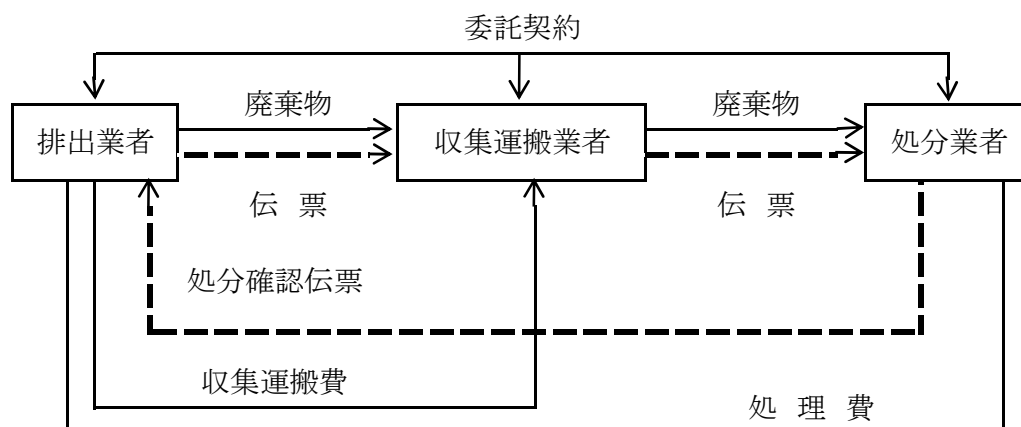 委託契約
廃棄物
廃棄物
排出業者
収集運搬業者
処分業者
伝 票
伝 票
処分確認伝票
収集運搬費
処 理 費